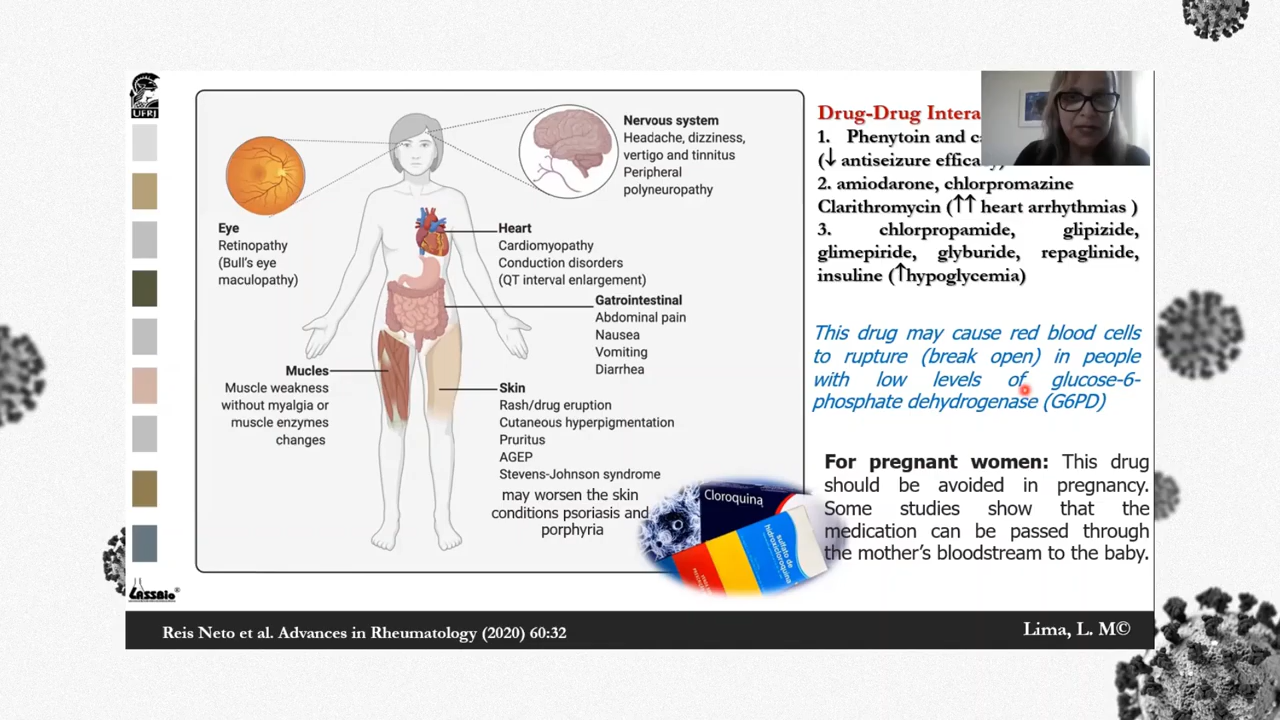 UFRJ
Nervous system
Headache, dizziness,
vertigo and tinnitus
Peripheral
polyneuropathy
Eye
Retinopathy
(Bull's eye
maculopathy)
Heart
Cardiomyopathy
Conduction disorders
(QT interval enlargement)
Gatrointestinal
Abdominal pain
Nausea
Vomiting
Diarrhea
Mucles
Muscle weakness
without myalgia or
muscle enzymes
changes
Skin
Rash/drug eruption
Cutaneous hyperpigmentation
Pruritus
AGEP
Stevens-Johnson syndrome
may worsen the skin
conditions psoriasis and
porphyria
Cloroquina
sulfato de
hidroxicloroquina
Drug-Drug Intera
1. Phenytoin and
(↓ antiseizure
2. amiodarone, chlorpromazine
Clarithromycin (↑↑ heart arrhythmias )
3. chlorpropamide, glipizide,
glimepiride, glyburide, repaglinide,
insuline (↑hypoglycemia)
This drug may cause red blood cells
to rupture (break open) in people
with low levels of glucose-6-
phosphate dehydrogenase (G6PD)
For pregnant women: This drug
should be avoided in pregnancy.
Some studies show that the
medication can be passed through
the mother's bloodstream to the baby.
LASSBio
Reis Neto et al. Advances in Rheumatology (2020) 60:32
Lima, L. M©